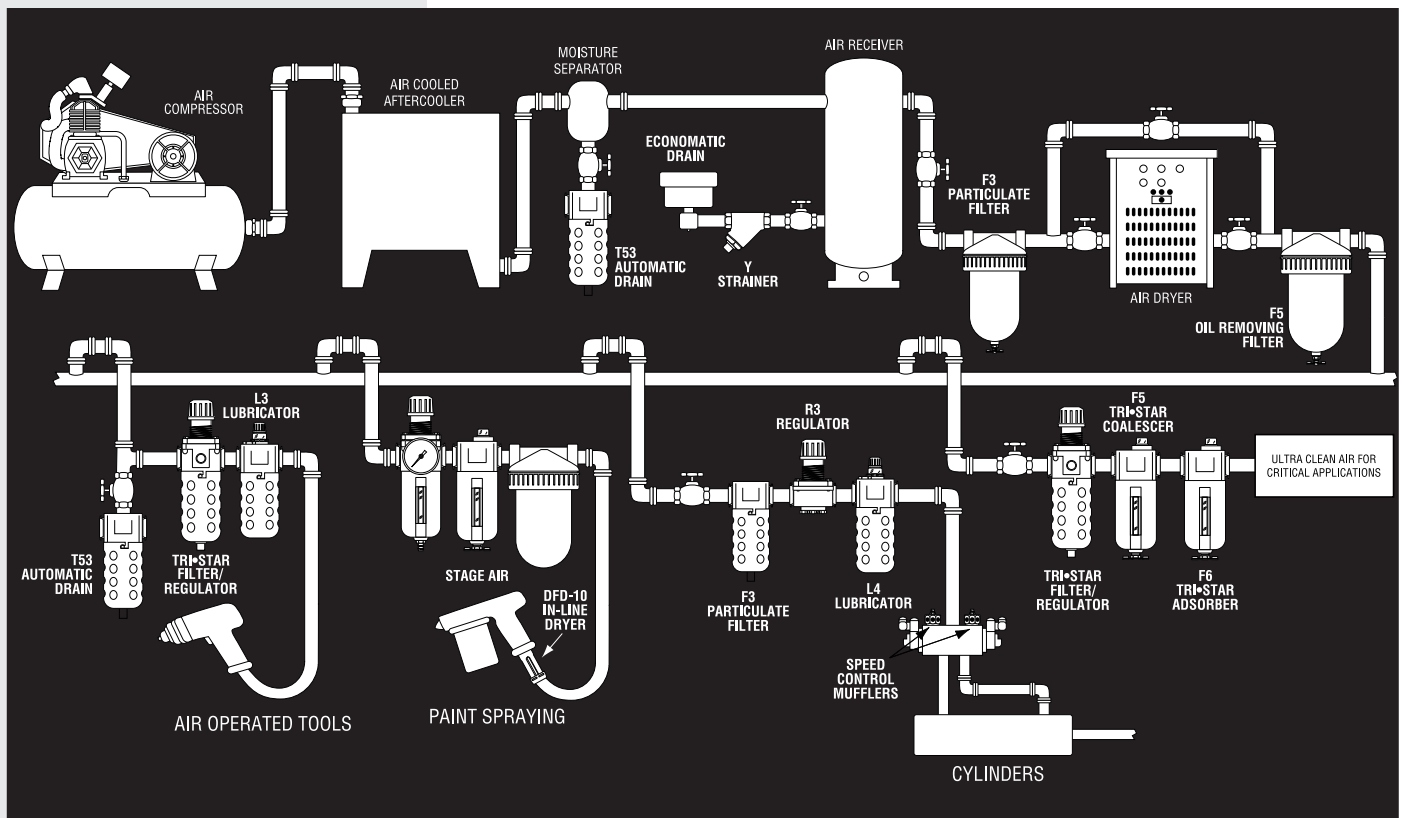 AIR
COMPRESSOR
AIR COOLED
AFTERCOOLER
MOISTURE
SEPARATOR
AIR RECEIVER
ECONOMATIC
DRAIN
T53
AUTOMATIC
DRAIN
Y
STRAINER
F3
PARTICULATE
FILTER
AIR DRYER
F5
OIL REMOVING
FILTER
L3
LUBRICATOR
T53
AUTOMATIC
DRAIN
TRI•STAR
FILTER/
REGULATOR
AIR OPERATED TOOLS
STAGE AIR
DFD-10
IN-LINE
DRYER
PAINT SPRAYING
R3
REGULATOR
F3
PARTICULATE
FILTER
L4
LUBRICATOR
SPEED
CONTROL
MUFFLERS
CYLINDERS
F5
TRI•STAR
COALESCER
TRI•STAR
FILTER/
REGULATOR
F6
TRI•STAR
ADSORBER
ULTRA CLEAN AIR FOR
CRITICAL APPLICATIONS